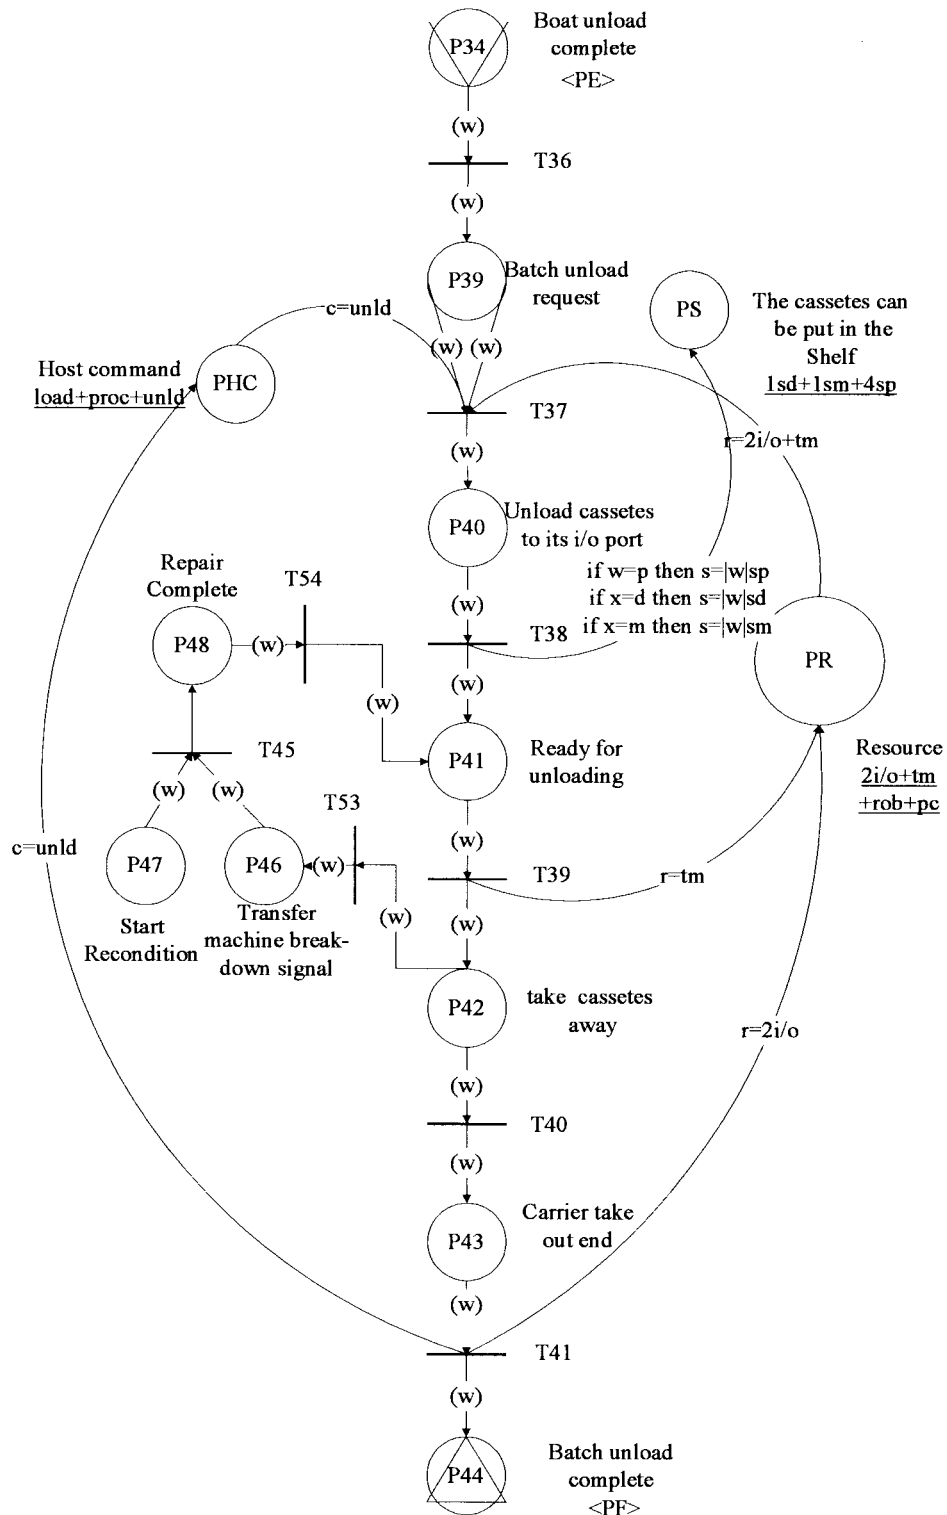 P34
Boat unload
complete
<PE>
(w)
T36
(w)
P39
Batch unload
request
PS
The cassetes can
be put in the
Shelf
1sd+1sm+4sp
c=unld
(w)
(w)
Host command
load+proc+unld
PHC
T37
r=2i/o+tm
(w)
P40
Unload cassetes
to its i/o port
if w=p then s=|w|sp
if x=d then s=|w|sd
if x=m then s=|w|sm
Repair
Complete
T54
(w)
P48
(w)
T38
PR
(w)
(w)
P41
Ready for
unloading
T45
Resource
2i/o+tm
+rob+pc
(w)
(w)
T53
(w)
c=unld
P47
P46
(w)
T39
r=tm
(w)
(w)
Start
Recondition
Transfer
machine break-
down signal
P42
take cassetes
away
r=2i/o
(w)
T40
(w)
P43
Carrier take
out end
(w)
T41
(w)
P44
Batch unload
complete
<PF>